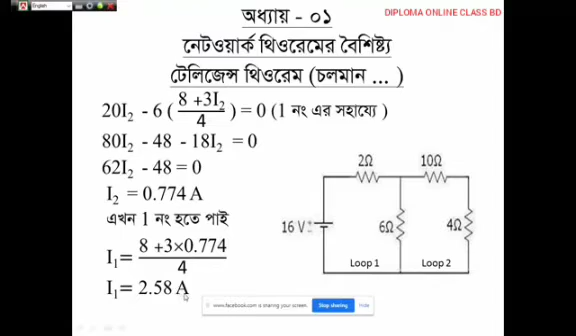 English
DIPLOMA ONLINE CLASS BD
অধ্যায় - ০১
নেটওয়ার্ক থিওরেমের বৈশিষ্ট্য
টেলিজেন্স থিওরেম (চলমান ... )
20I₂ - 6 ( (8 +3I₂)/4 ) = 0 (1 নং এর সহায্যে )
80I₂ - 48 - 18I₂ = 0
62I₂ - 48 = 0
I₂ = 0.774 A
এখন 1 নং হতে পাই
I₁ = (8 + 3×0.774)/4
I₁ = 2.58 A
2Ω 10Ω
16 V 6Ω 4Ω
Loop 1 Loop 2
www.facebook.com is sharing your screen. Stop sharing Hide